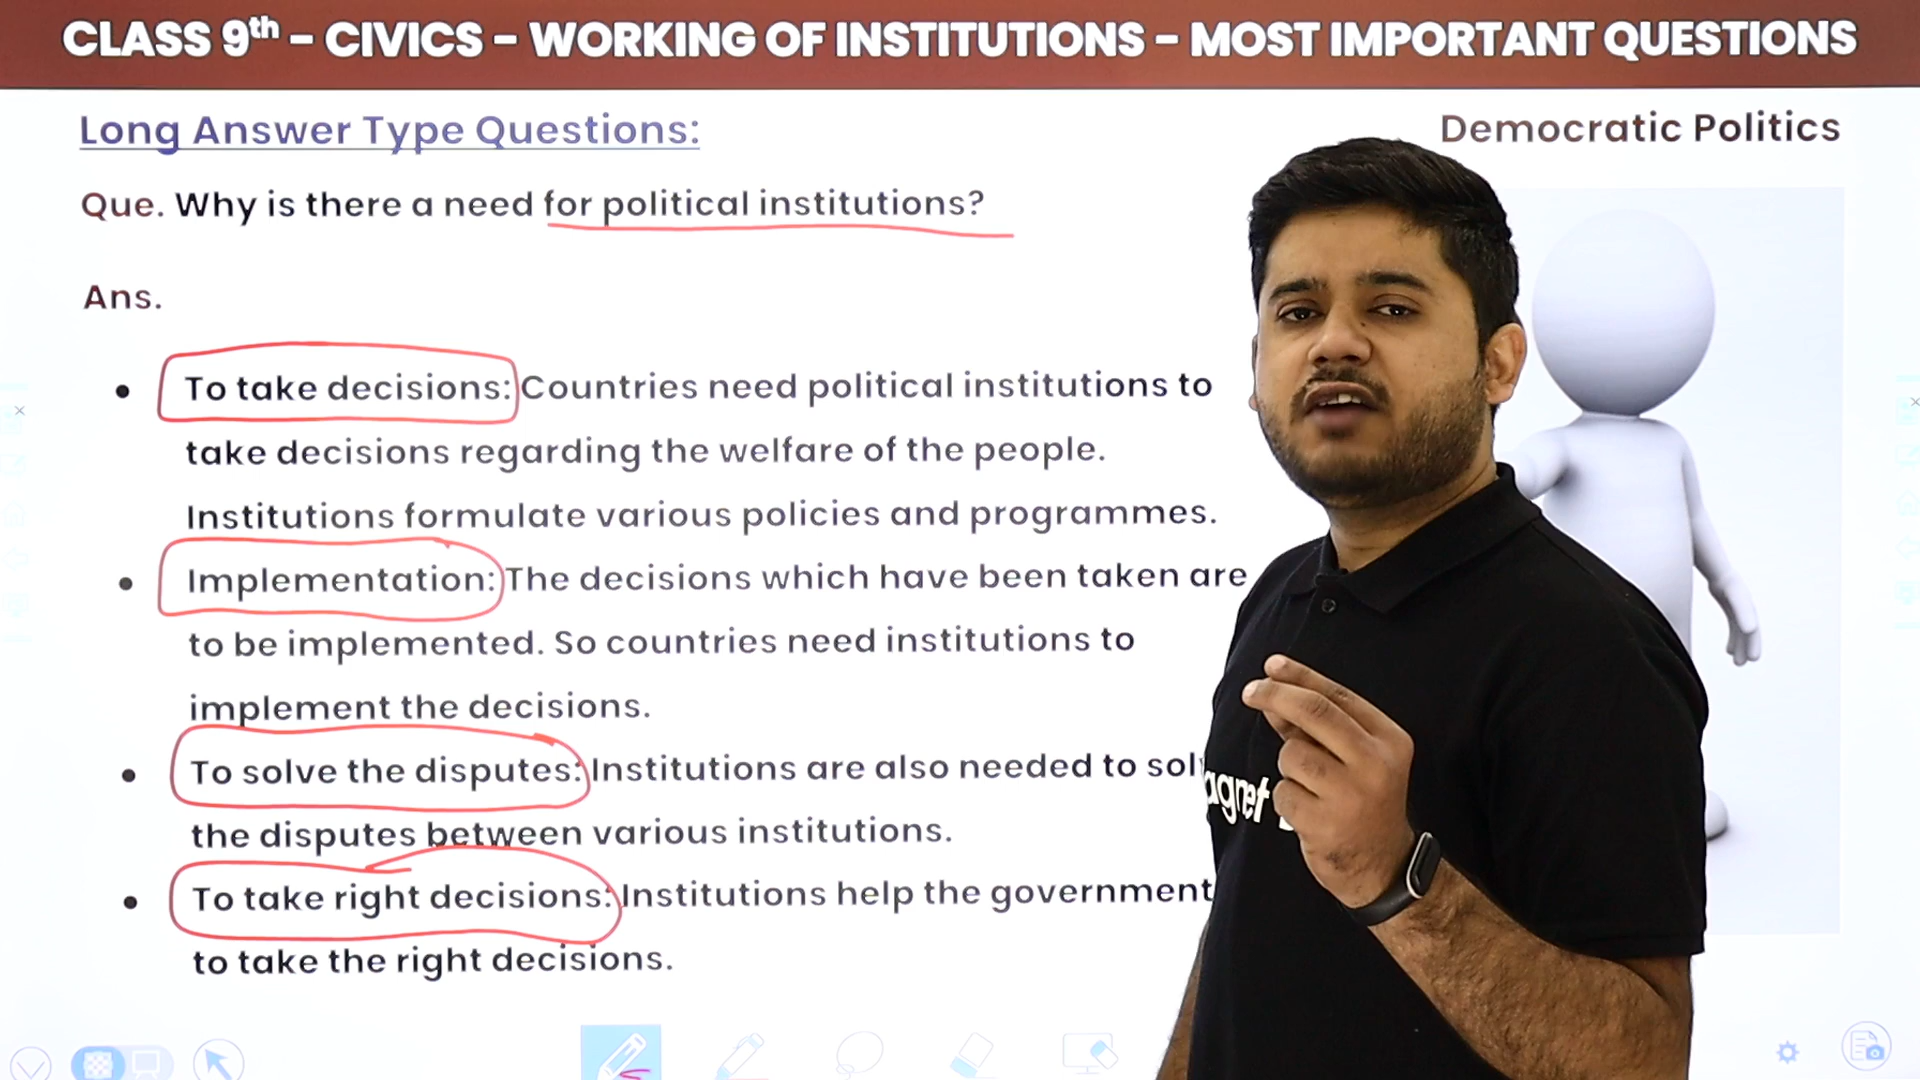 CLASS 9th - CIVICS - WORKING OF INSTITUTIONS - MOST IMPORTANT QUESTIONS
Long Answer Type Questions:
Democratic Politics
Que. Why is there a need for political institutions?
Ans.
• To take decisions: Countries need political institutions to
take decisions regarding the welfare of the people.
Institutions formulate various policies and programmes.
• Implementation: The decisions which have been taken are
to be implemented. So countries need institutions to
implement the decisions.
• To solve the disputes: Institutions are also needed to sol
the disputes between various institutions.
• To take right decisions: Institutions help the government
to take the right decisions.
agnet